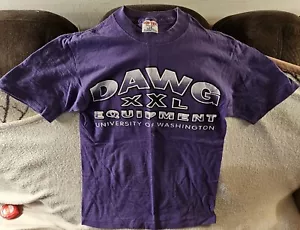 DAWG
XXL
EQUIPMENT
UNIVERSITY OF WASHINGTON